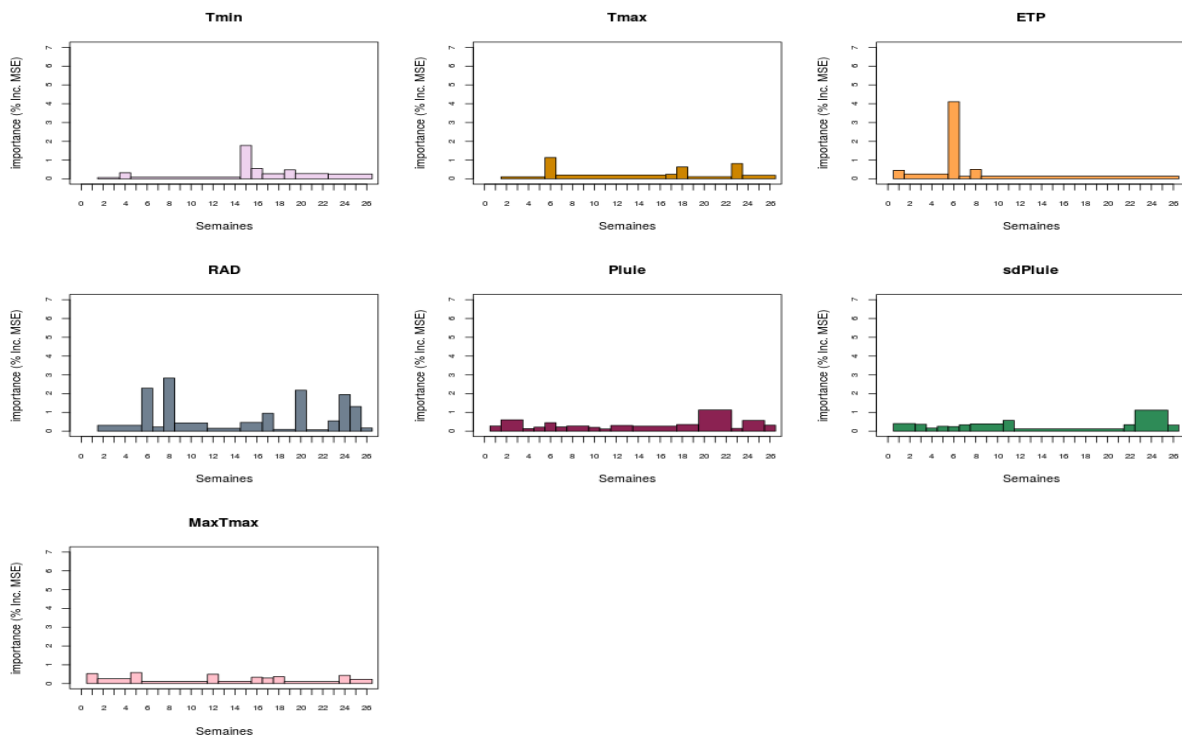 TmIn
importance (% Inc. MSE)
0 1 2 3 4 5 6 7
0 2 4 6 8 10 12 14 16 18 20 22 24 26
Semaines
Tmax
importance (% Inc. MSE)
0 1 2 3 4 5 6 7
0 2 4 6 8 10 12 14 16 18 20 22 24 26
Semaines
ETP
importance (% Inc. MSE)
0 1 2 3 4 5 6 7
0 2 4 6 8 10 12 14 16 18 20 22 24 26
Semaines
RAD
importance (% Inc. MSE)
0 1 2 3 4 5 6 7
0 2 4 6 8 10 12 14 16 18 20 22 24 26
Semaines
Pluie
importance (% Inc. MSE)
0 1 2 3 4 5 6 7
0 2 4 6 8 10 12 14 16 18 20 22 24 26
Semaines
sdPluie
importance (% Inc. MSE)
0 1 2 3 4 5 6 7
0 2 4 6 8 10 12 14 16 18 20 22 24 26
Semaines
MaxTmax
importance (% Inc. MSE)
0 1 2 3 4 5 6 7
0 2 4 6 8 10 12 14 16 18 20 22 24 26
Semaines